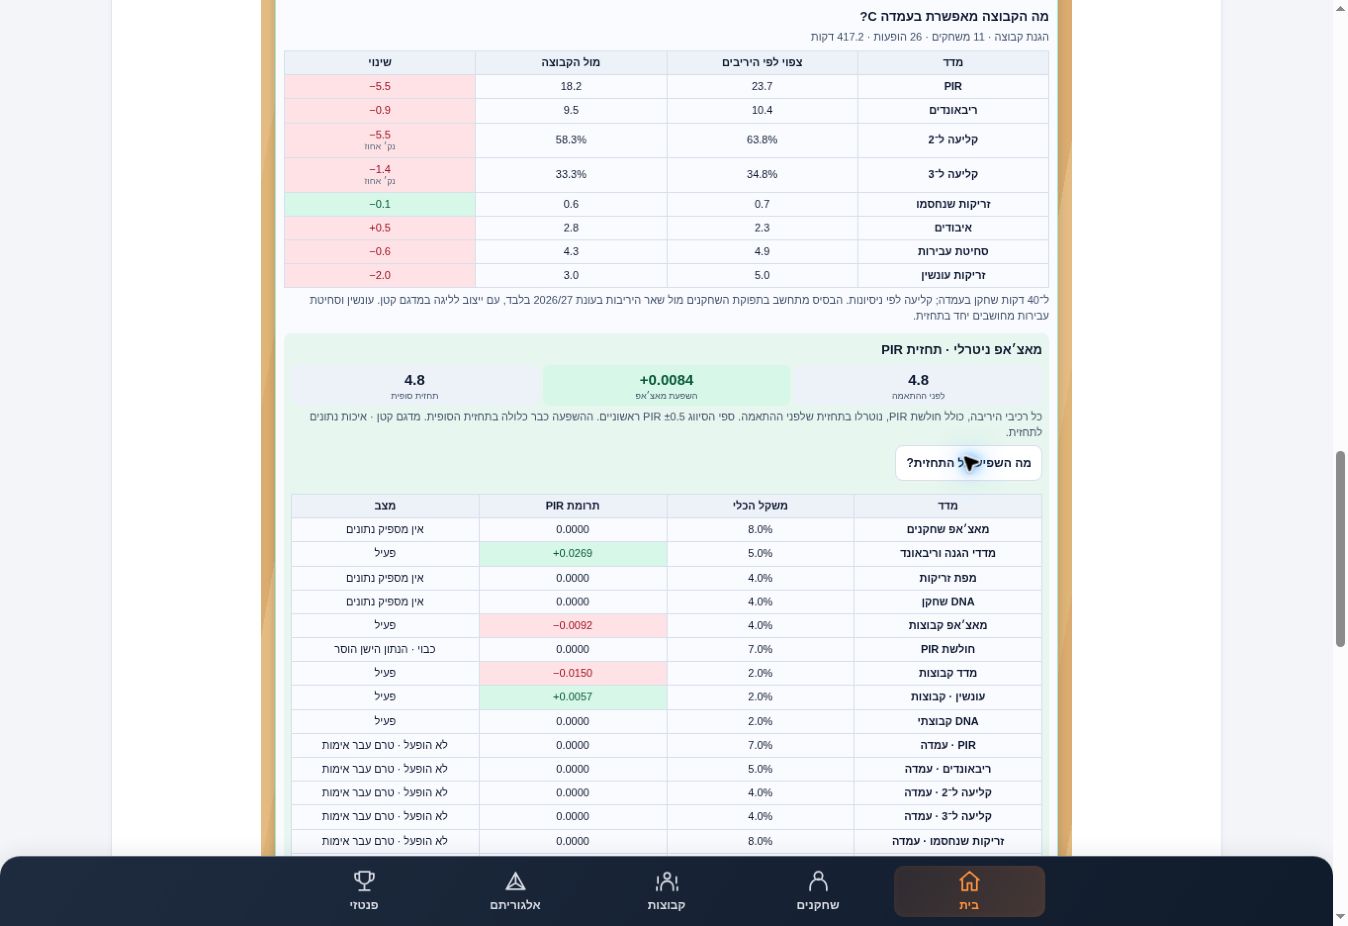 מה הקבוצה מאפשרת בעמדה C?
הגנת קבוצה · 11 משחקים · 26 הופעות · 417.2 דקות
מדד צפוי לפי היריבים מול הקבוצה שינוי
PIR 23.7 18.2 −5.5
ריבאונדים 10.4 9.5 −0.9
קליעה ל־2 63.8% 58.3% −5.5
נק׳ אחוז
קליעה ל־3 34.8% 33.3% −1.4
נק׳ אחוז
זריקות שנחסמו 0.7 0.6 −0.1
איבודים 2.3 2.8 +0.5
סחיטת עבירות 4.9 4.3 −0.6
זריקות עונשין 5.0 3.0 −2.0
ל־40 דקות שחקן בעמדה; קליעה לפי ניסיונות. הבסיס מתחשב בתפוקת השחקנים מול שאר היריבות בעונת 2026/27 בלבד, עם ייצוב לליגה במדגם קטן. עונשין וסחיטת
עבירות מחושבים יחד בתחזית.
מאצ׳אפ ניטרלי · תחזית PIR
4.8 +0.0084 4.8
לפני ההתאמה השפעת מאצ׳אפ תחזית סופית
כל רכיבי היריבה, כולל חולשת PIR, נוטרלו בתחזית שלפני ההתאמה. ספי הסיווג ±0.5 PIR ראשוניים. ההשפעה כבר כלולה בתחזית הסופית. מדגם קטן · איכות נתונים
לתחזית.
מה התחזית?
מדד משקל הכלי תרומת PIR מצב
מאצ׳אפ שחקנים 8.0% 0.0000 אין מספיק נתונים
מדדי הגנה וריבאונד 5.0% +0.0269 פעיל
מפת זריקות 4.0% 0.0000 אין מספיק נתונים
DNA שחקן 4.0% 0.0000 אין מספיק נתונים
מאצ׳אפ קבוצות 4.0% −0.0092 פעיל
חולשת PIR 7.0% 0.0000 כבוי · הנתון הישן הוסר
מדד קבוצות 2.0% −0.0150 פעיל
עונשין · קבוצות 2.0% +0.0057 פעיל
DNA קבוצתי 2.0% 0.0000 פעיל
PIR · עמדה 7.0% 0.0000 לא הופעל · טרם עבר אימות
ריבאונדים · עמדה 5.0% 0.0000 לא הופעל · טרם עבר אימות
קליעה ל־2 · עמדה 4.0% 0.0000 לא הופעל · טרם עבר אימות
קליעה ל־3 · עמדה 4.0% 0.0000 לא הופעל · טרם עבר אימות
זריקות שנחסמו · עמדה 8.0% 0.0000 לא הופעל · טרם עבר אימות
בית שחקנים קבוצות אלגוריתם פנטזי